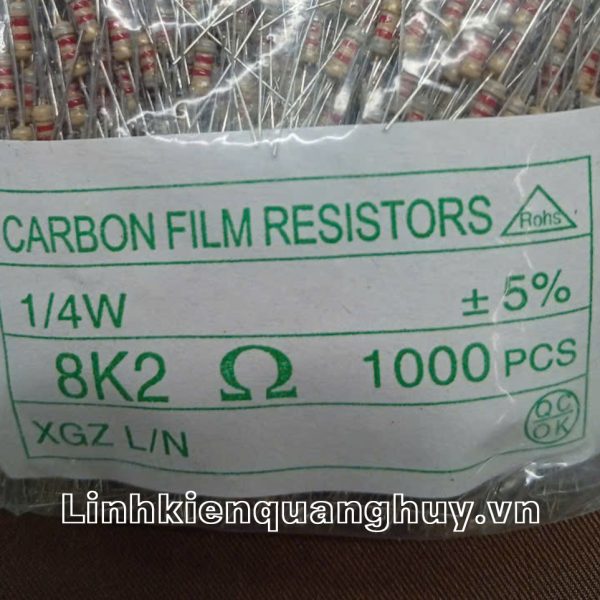 CARBON FILM RESISTORS Rohs
1/4W ± 5%
8K2 Ω 1000 PCS
XGZ L/N QC OK
Linhkienquanghuy.vn